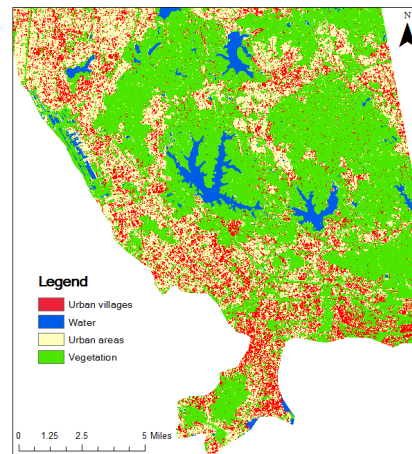 N
Legend
Urban villages
Water
Urban areas
Vegetation
0 1.25 2.5 5 Miles